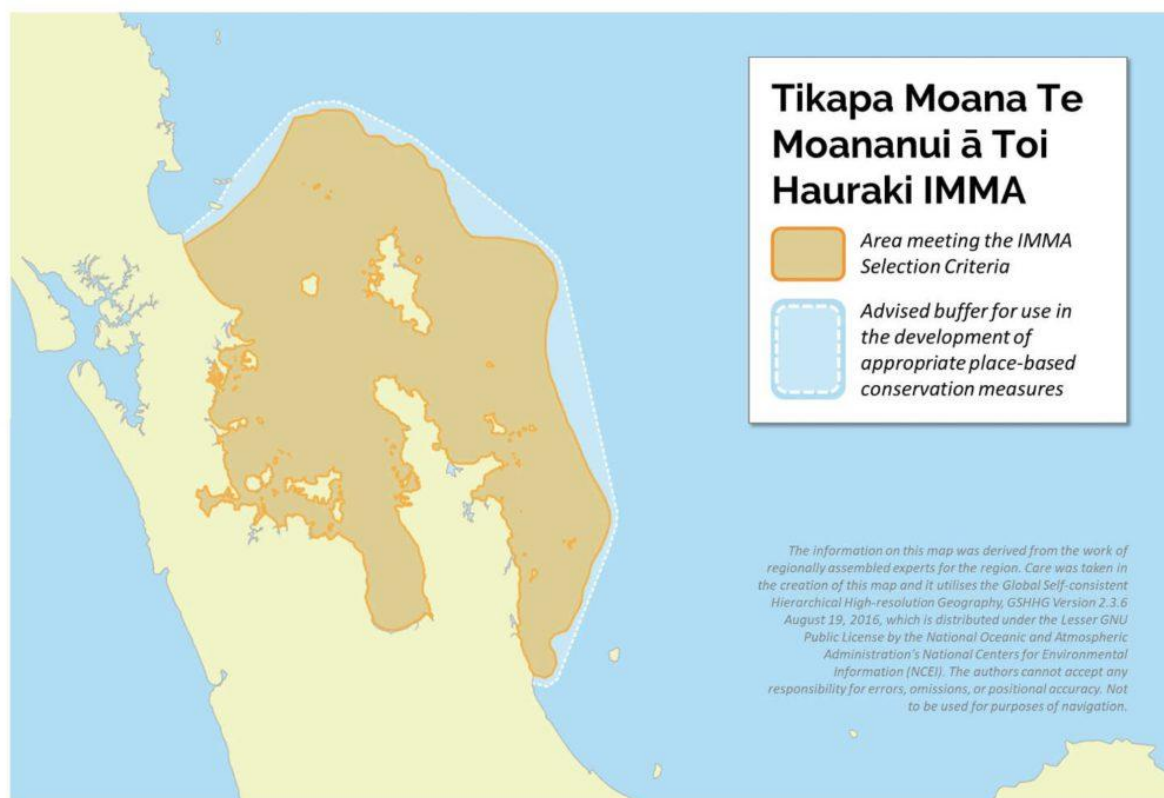 Tikapa Moana Te
Moananui ā Toi
Hauraki IMMA
Area meeting the IMMA
Selection Criteria
Advised buffer for use in
the development of
appropriate place-based
conservation measures
The information on this map was derived from the work of
regionally assembled experts for the region. Care was taken in
the creation of this map and it utilises the Global Self-consistent
Hierarchical High-resolution Geography, GSHHG Version 2.3.6
August 19, 2016, which is distributed under the Lesser GNU
Public License by the National Oceanic and Atmospheric
Administration's National Centers for Environmental
Information (NCEI). The authors cannot accept any
responsibility for errors, omissions, or positional accuracy. Not
to be used for purposes of navigation.